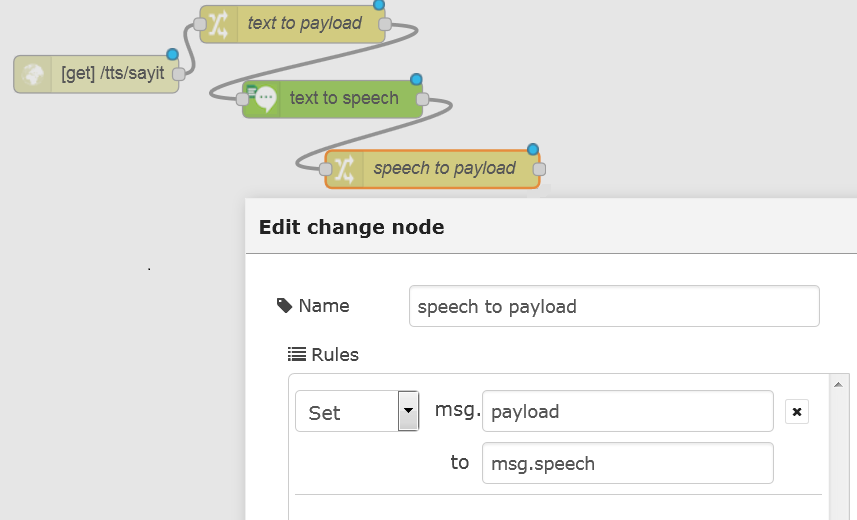 text to payload
[get] /tts/sayit
text to speech
speech to payload
Edit change node
Name
speech to payload
Rules
Set
msg.
payload
to
msg.speech